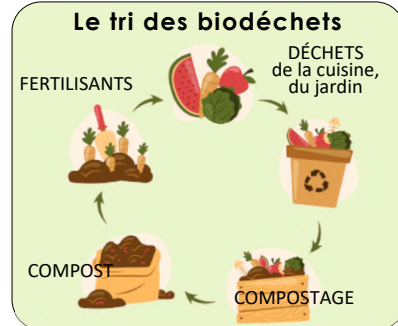 Le tri des biodéchets
DÉCHETS
de la cuisine,
du jardin
FERTILISANTS
COMPOST
COMPOSTAGE